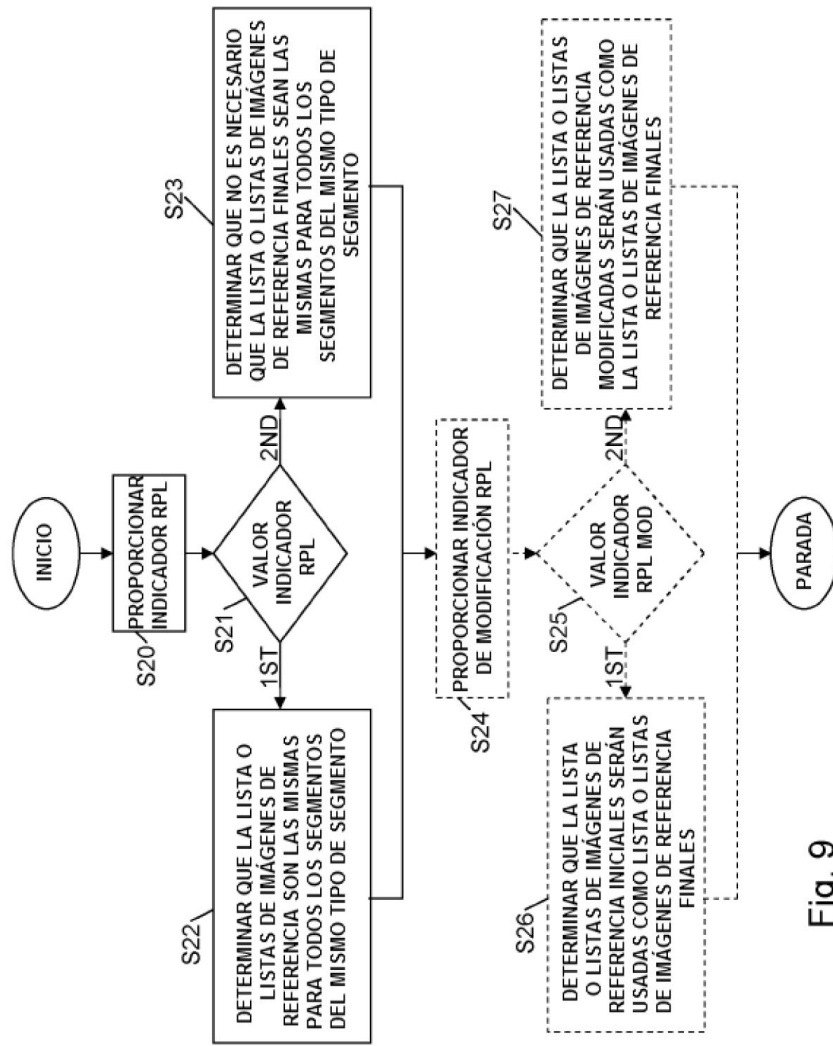 INICIO
PROPORCIONAR
INDICADOR RPL
S20
VALOR
INDICADOR
RPL
S21
1ST
2ND
DETERMINAR QUE LA LISTA O
LISTAS DE IMÁGENES DE
REFERENCIA SON LAS MISMAS
PARA TODOS LOS SEGMENTOS
DEL MISMO TIPO DE SEGMENTO
S22
DETERMINAR QUE NO ES NECESARIO
QUE LA LISTA O LISTAS DE IMÁGENES
DE REFERENCIA FINALES SEAN LAS
MISMAS PARA TODOS LOS
SEGMENTOS DEL MISMO TIPO DE
SEGMENTO
S23
PROPORCIONAR INDICADOR
DE MODIFICACIÓN RPL
S24
VALOR
INDICADOR
RPL MOD
S25
1ST
2ND
DETERMINAR QUE LA LISTA
O LISTAS DE IMÁGENES DE
REFERENCIA INICIALES SERÁN
USADAS COMO LISTA O LISTAS
DE IMÁGENES DE REFERENCIA
FINALES
S26
DETERMINAR QUE LA LISTA O LISTAS
DE IMÁGENES DE REFERENCIA
MODIFICADAS SERÁN USADAS COMO
LA LISTA O LISTAS DE IMÁGENES DE
REFERENCIA FINALES
S27
PARADA
Fig. 9